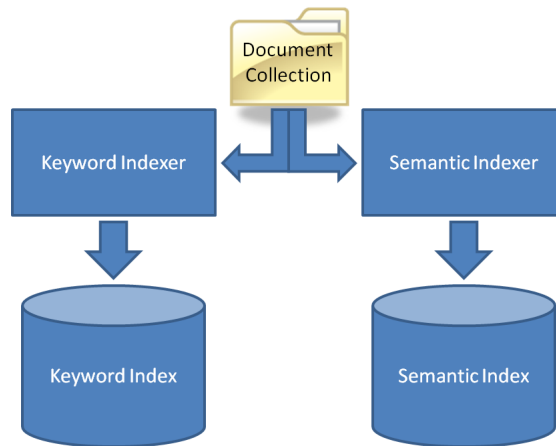 Document
Collection
Keyword Indexer
Semantic Indexer
Keyword Index
Semantic Index